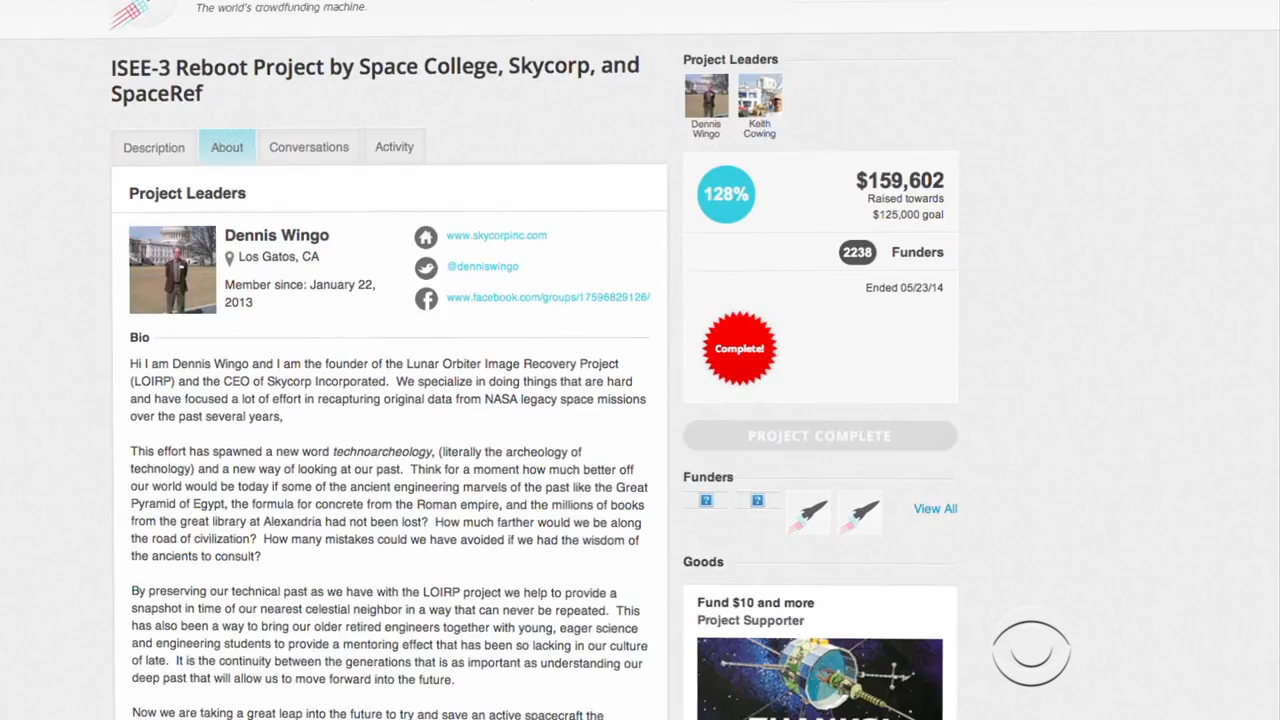 The world's crowdfunding machine.
ISEE-3 Reboot Project by Space College, Skycorp, and
SpaceRef
Description
About
Conversations
Activity
Project Leaders
Dennis Wingo
Los Gatos, CA
Member since: January 22,
2013
www.skycorpinc.com
@denniswingo
www.facebook.com/groups/17596829126/
Bio
Hi I am Dennis Wingo and I am the founder of the Lunar Orbiter Image Recovery Project
(LOIRP) and the CEO of Skycorp Incorporated. We specialize in doing things that are hard
and have focused a lot of effort in recapturing original data from NASA legacy space missions
over the past several years,
This effort has spawned a new word technoarcheology, (literally the archeology of
technology) and a new way of looking at our past. Think for a moment how much better off
our world would be today if some of the ancient engineering marvels of the past like the Great
Pyramid of Egypt, the formula for concrete from the Roman empire, and the millions of books
from the great library at Alexandria had not been lost? How much farther would we be along
the road of civilization? How many mistakes could we have avoided if we had the wisdom of
the ancients to consult?
By preserving our technical past as we have with the LOIRP project we help to provide a
snapshot in time of our nearest celestial neighbor in a way that can never be repeated. This
has also been a way to bring our older retired engineers together with young, eager science
and engineering students to provide a mentoring effect that has been so lacking in our culture
of late. It is the continuity between the generations that is as important as understanding our
deep past that will allow us to move forward into the future.
Now we are taking a great leap into the future to try and save an active spacecraft the
Project Leaders
Dennis
Wingo
Keith
Cowing
128%
$159,602
Raised towards
$125,000 goal
2238 Funders
Ended 05/23/14
Complete!
PROJECT COMPLETE
Funders
View All
Goods
Fund $10 and more
Project Supporter
THANKS!